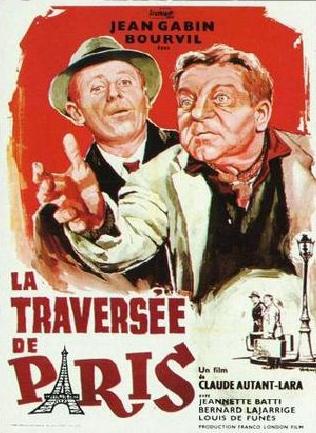 JEAN GABIN
BOURVIL
dans
LA
TRAVERSÉE
DE
PARIS
Un film
de
CLAUDE AUTANT-LARA
avec
JEANNETTE BATTI
BERNARD LAJARRIGE
LOUIS DE FUNÈS
PRODUCTION FRANCO LONDON FILM